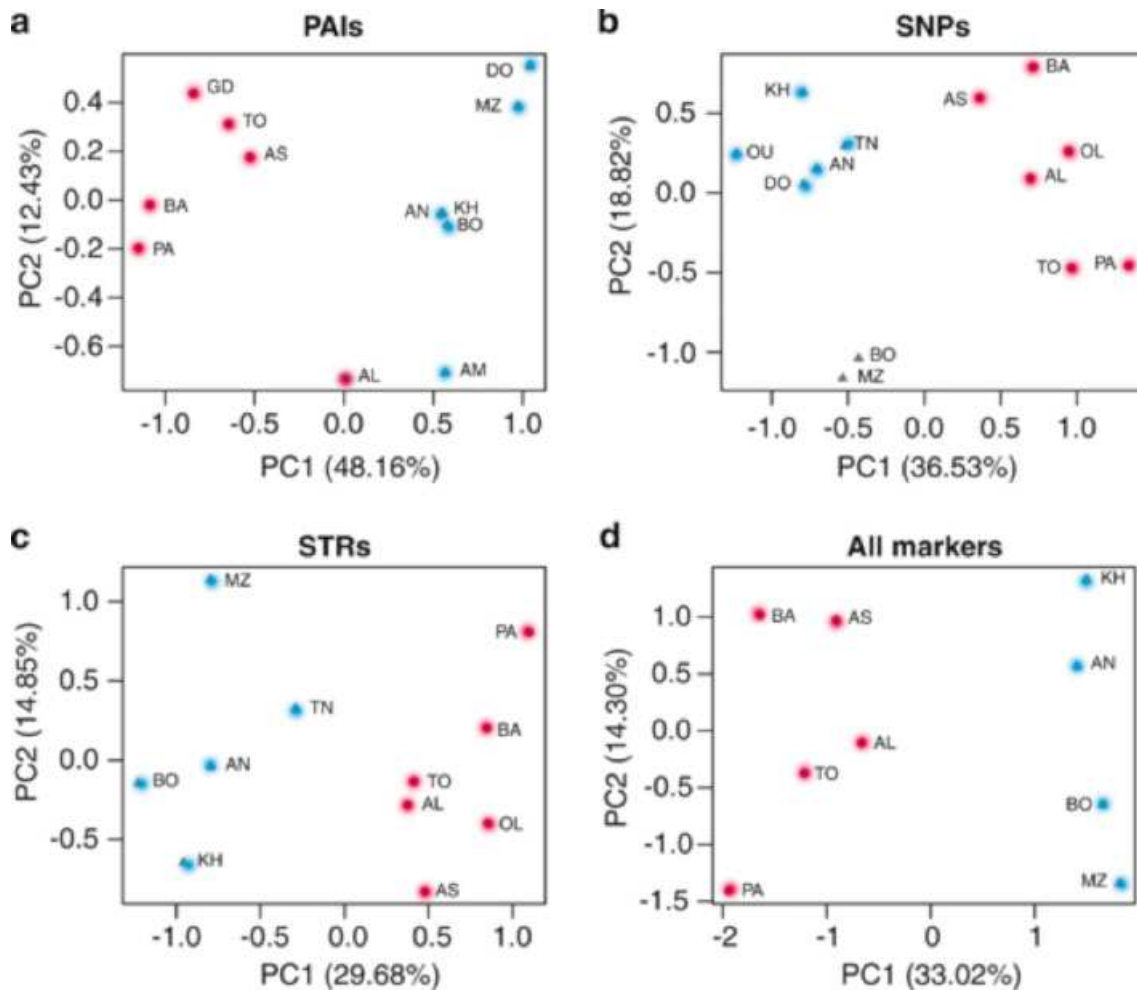 a
PAIs
PC2 (12.43%)
0.4
0.2
0.0
-0.2
-0.4
-0.6
GD
TO
AS
BA
PA
AL
DO
MZ
AN
KH
BO
AM
-1.0
-0.5
0.0
0.5
1.0
PC1 (48.16%)
b
SNPs
PC2 (18.82%)
0.5
0.0
-0.5
-1.0
KH
OU
TN
AN
DO
BO
MZ
BA
AS
OL
AL
TO
PA
-1.0
-0.5
0.0
0.5
1.0
PC1 (36.53%)
c
STRs
PC2 (14.85%)
1.0
0.5
0.0
-0.5
MZ
TN
AN
BO
KH
PA
BA
TO
AL
OL
AS
-1.0
-0.5
0.0
0.5
1.0
PC1 (29.68%)
d
All markers
PC2 (14.30%)
1.0
0.5
0.0
-0.5
-1.0
-1.5
BA
AS
AL
TO
PA
KH
AN
BO
MZ
-2
-1
0
1
PC1 (33.02%)